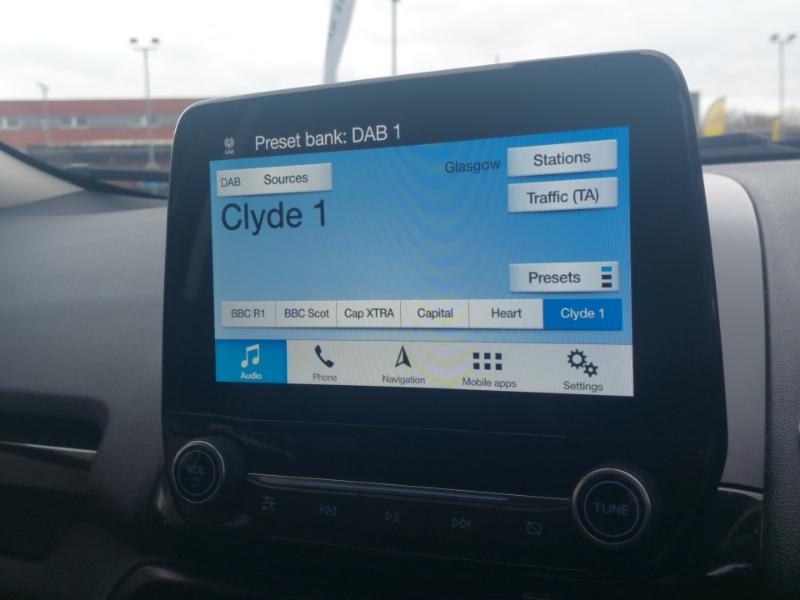 DAB
Preset bank: DAB 1
DAB Sources
Glasgow
Stations
Clyde 1
Traffic (TA)
Presets
BBC R1
BBC Scot
Cap XTRA
Capital
Heart
Clyde 1
Audio
Phone
Navigation
Mobile apps
Settings
VOL
TUNE